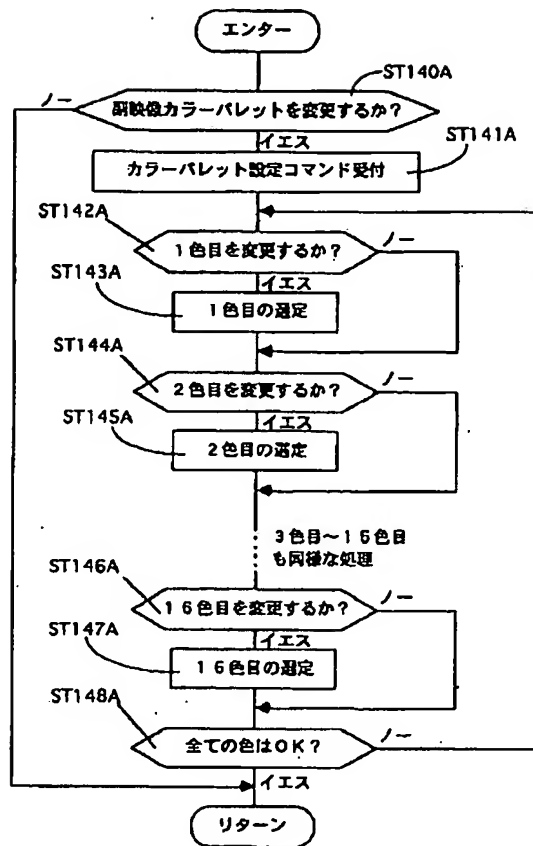 エンター
ST140A
ノー
副映像カラーパレットを変更するか?
イエス
ST141A
カラーパレット設定コマンド受付
ST142A
1色目を変更するか?
ノー
イエス
ST143A
1色目の選定
ST144A
2色目を変更するか?
ノー
イエス
ST145A
2色目の選定
3色目~15色目
も同様な処理
ST146A
16色目を変更するか?
ノー
イエス
ST147A
16色目の選定
ST148A
全ての色はOK?
ノー
イエス
リターン